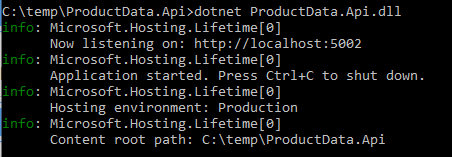 C:\temp\ProductData.Api>dotnet ProductData.Api.dll
info: Microsoft.Hosting.Lifetime[0]
      Now listening on: http://localhost:5002
info: Microsoft.Hosting.Lifetime[0]
      Application started. Press Ctrl+C to shut down.
info: Microsoft.Hosting.Lifetime[0]
      Hosting environment: Production
info: Microsoft.Hosting.Lifetime[0]
      Content root path: C:\temp\ProductData.Api